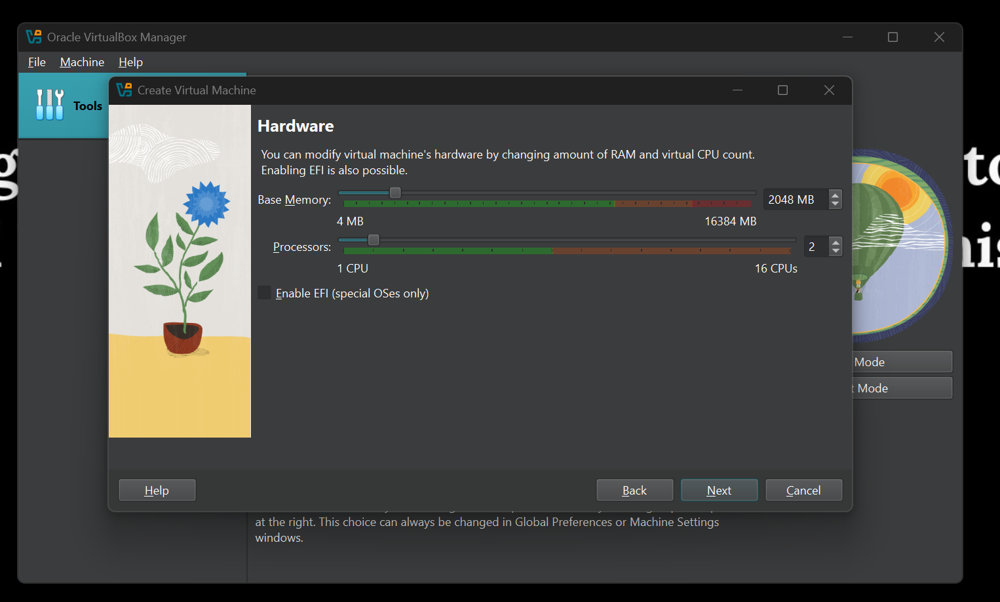 Oracle VirtualBox Manager
File Machine Help
Tools
Create Virtual Machine
Hardware
You can modify virtual machine's hardware by changing amount of RAM and virtual CPU count.
Enabling EFI is also possible.
Base Memory:
2048 MB
4 MB
16384 MB
Processors:
2
1 CPU
16 CPUs
Enable EFI (special OSes only)
Mode
Mode
Help
Back
Next
Cancel
at the right. This choice can always be changed in Global Preferences or Machine Settings
windows.